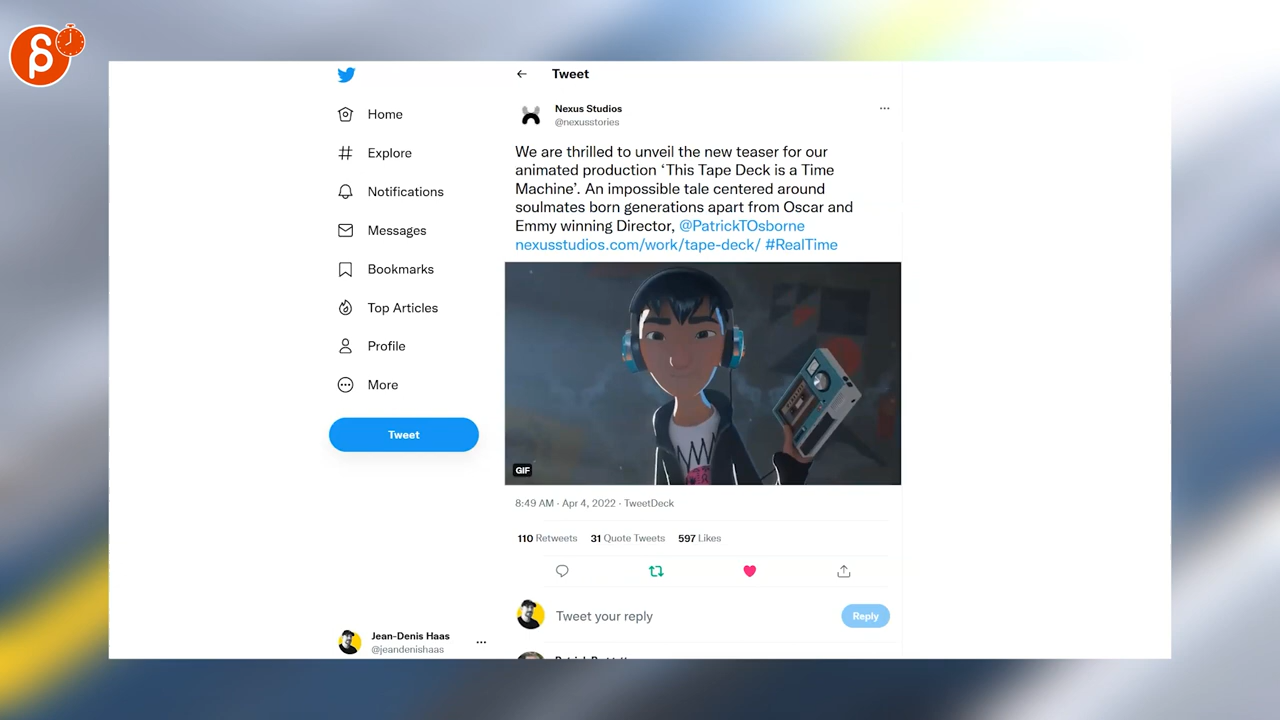 Tweet
Nexus Studios
@nexusstories
We are thrilled to unveil the new teaser for our
animated production ‘This Tape Deck is a Time
Machine’. An impossible tale centered around
soulmates born generations apart from Oscar and
Emmy winning Director, @PatrickTOsborne
nexusstudios.com/work/tape-deck/ #RealTime
GIF
8:49 AM · Apr 4, 2022 · TweetDeck
110 Retweets 31 Quote Tweets 597 Likes
Tweet your reply
Reply
Home
Explore
Notifications
Messages
Bookmarks
Top Articles
Profile
More
Tweet
Jean-Denis Haas
@jeandenishaas